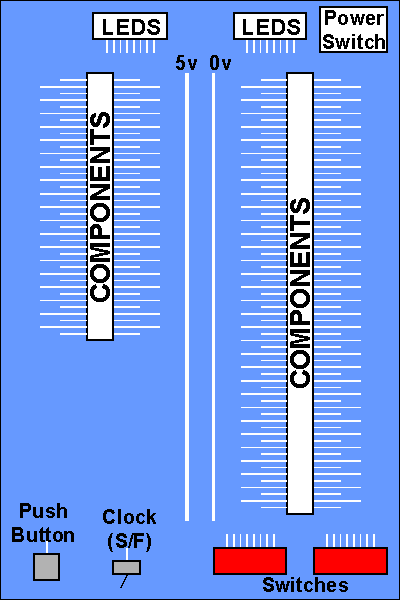 LEDS
LEDS
Power
Switch
5v 0v
COMPONENTS
COMPONENTS
Push
Button
Clock
(S/F)
Switches